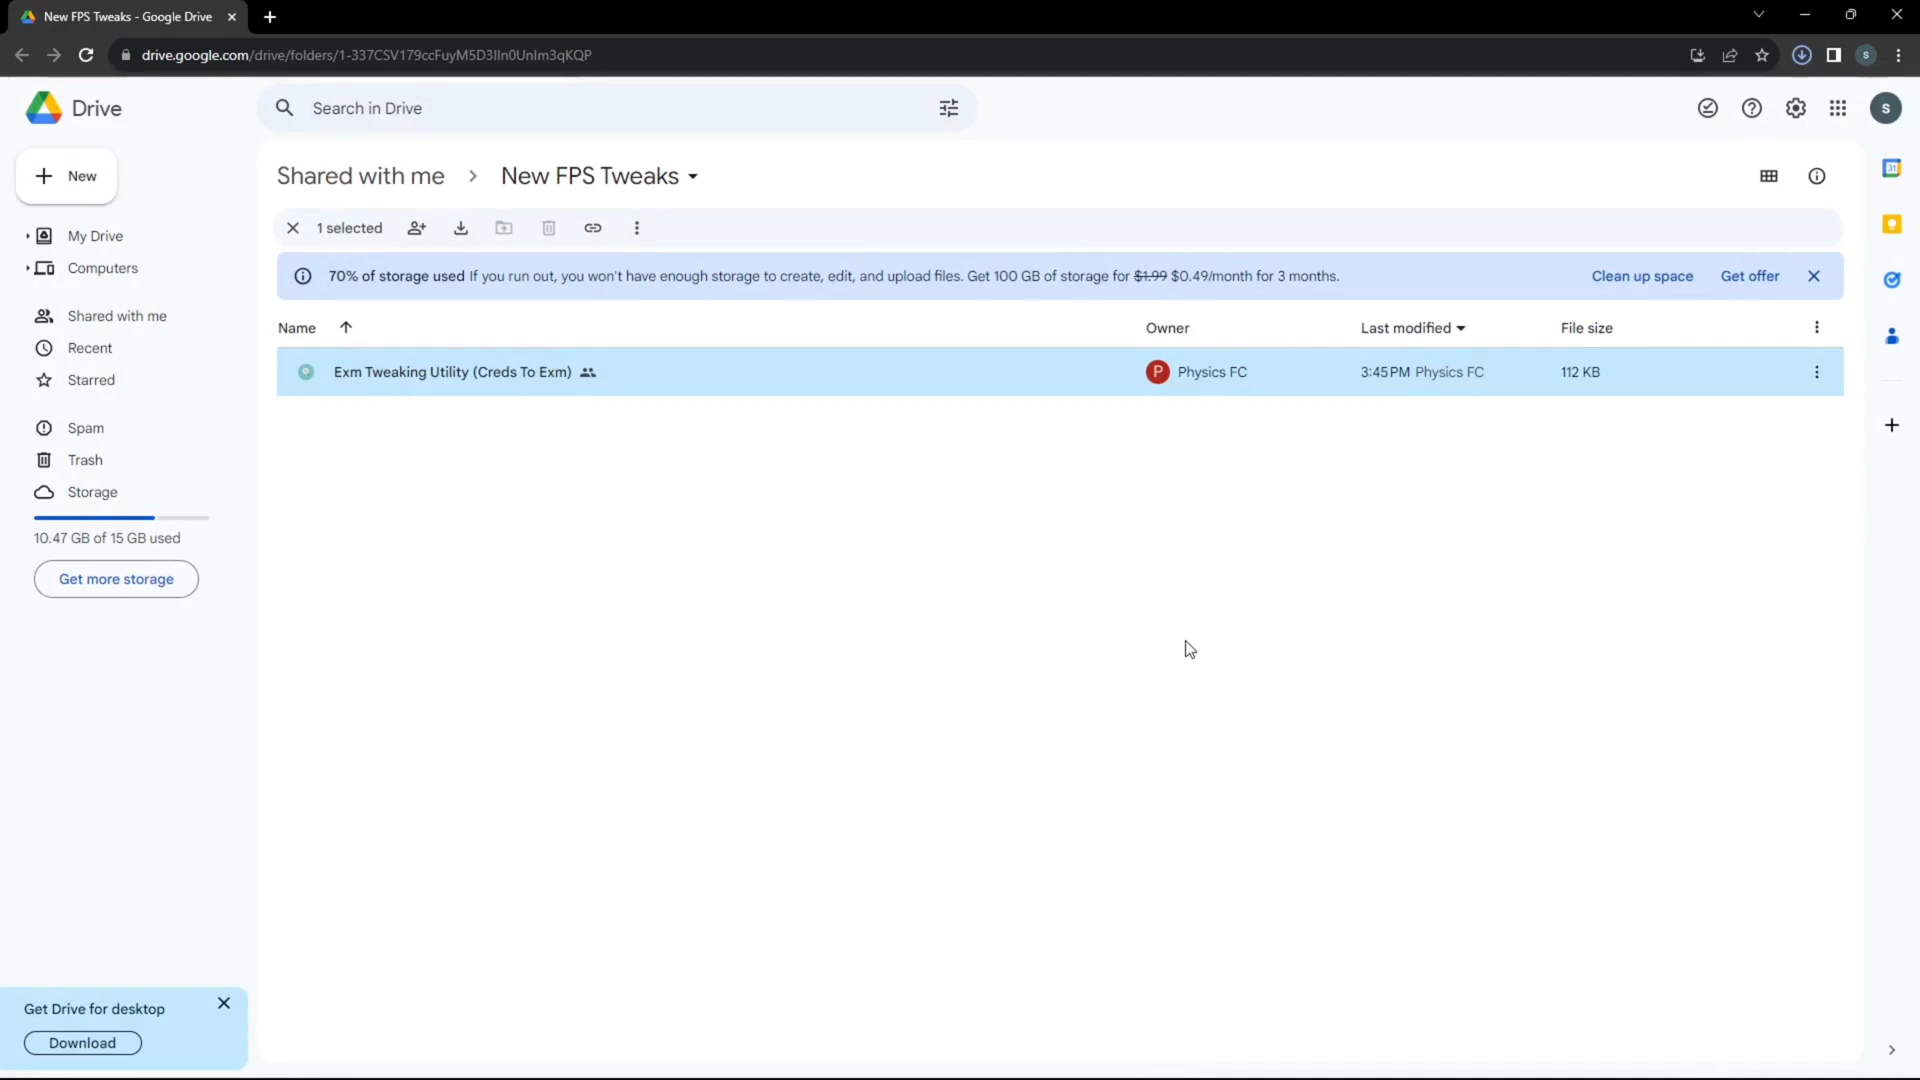 New FPS Tweaks - Google Drive
drive.google.com/drive/folders/1-337CSV179ccFuyM5D3IIn0UnIm3qKQP
S
Drive
Search in Drive
S
New
Shared with me > New FPS Tweaks
31
1 selected
My Drive
Computers
70% of storage used If you run out, you won't have enough storage to create, edit, and upload files. Get 100 GB of storage for $1.99 $0.49/month for 3 months.
Clean up space
Get offer
Shared with me
Recent
Starred
Name
Owner
Last modified
File size
Exm Tweaking Utility (Creds To Exm)
P Physics FC
3:45 PM Physics FC
112 KB
Spam
Trash
Storage
10.47 GB of 15 GB used
Get more storage
Get Drive for desktop
Download